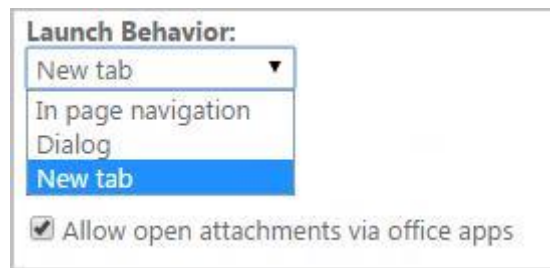 Launch Behavior:
New tab
In page navigation
Dialog
New tab
Allow open attachments via office apps